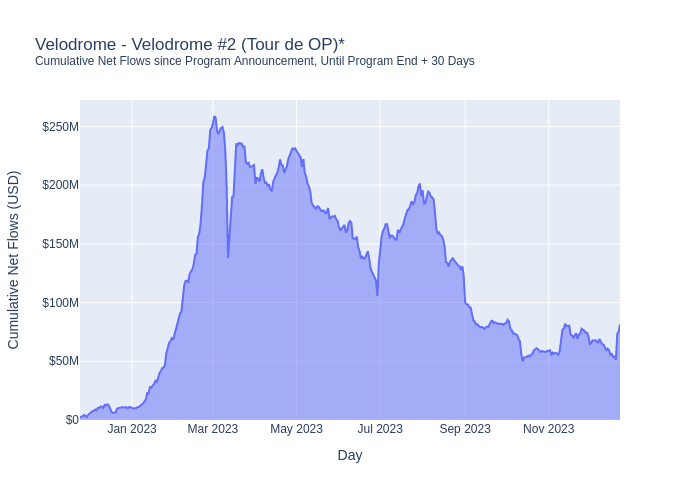 Velodrome - Velodrome #2 (Tour de OP)*
Cumulative Net Flows since Program Announcement, Until Program End + 30 Days
Cumulative Net Flows (USD)
$250M
$200M
$150M
$100M
$50M
$0
Jan 2023
Mar 2023
May 2023
Jul 2023
Sep 2023
Nov 2023
Day